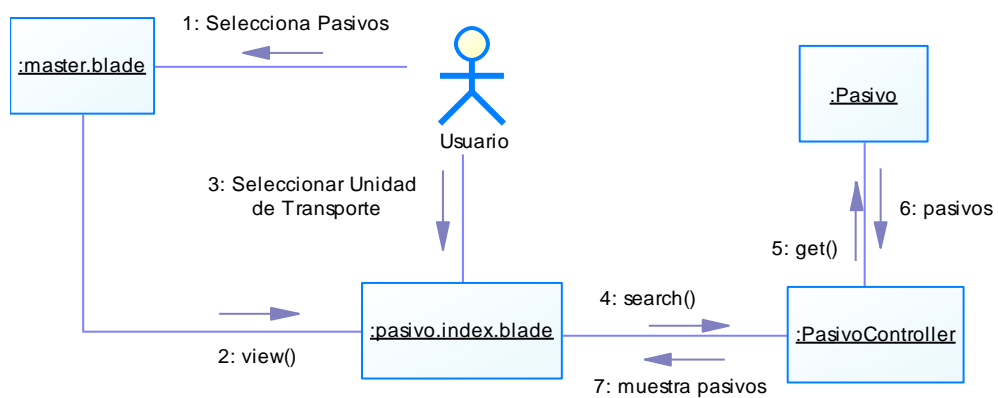 1: Selecciona Pasivos
:master.blade
:Pasivo
Usuario
3: Seleccionar Unidad
de Transporte
6: pasivos
5: get()
4: search()
:pasivo.index.blade
:PasivoController
2: view()
7: muestra pasivos